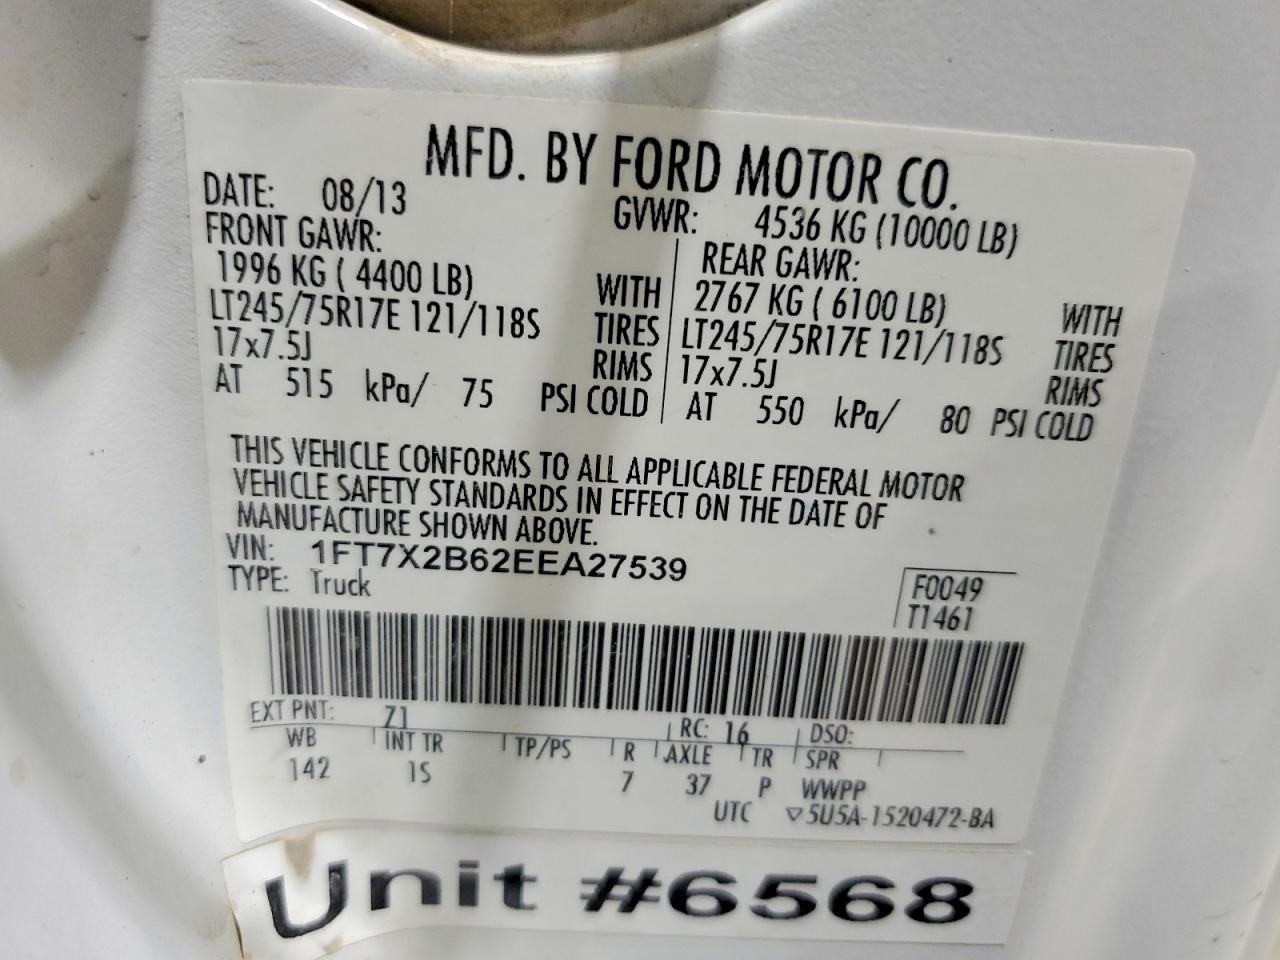 MFD. BY FORD MOTOR CO.
DATE: 08/13 GVWR: 4536 KG (10000 LB)
FRONT GAWR: REAR GAWR:
1996 KG ( 4400 LB) WITH 2767 KG ( 6100 LB) WITH
LT245/75R17E 121/118S TIRES LT245/75R17E 121/118S TIRES
17x7.5J RIMS 17x7.5J RIMS
AT 515 kPa/ 75 PSI COLD AT 550 kPa/ 80 PSI COLD
THIS VEHICLE CONFORMS TO ALL APPLICABLE FEDERAL MOTOR
VEHICLE SAFETY STANDARDS IN EFFECT ON THE DATE OF
MANUFACTURE SHOWN ABOVE.
VIN: 1FT7X2B62EEA27539
TYPE: Truck F0049
T1461
EXT PNT: Z1 RC: 16 DSO:
WB INT TR TP/PS R AXLE TR SPR
142 1S 7 37 P WWPP
UTC ▽5U5A-1520472-BA
Unit #6568